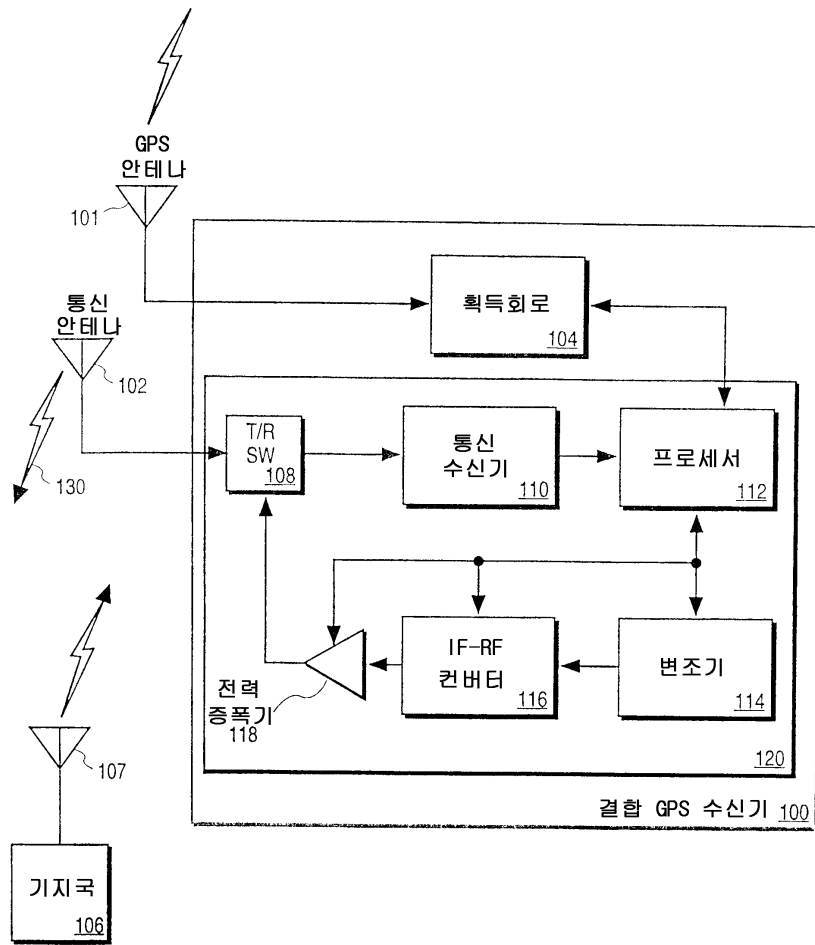 GPS
안테나
101
통신
안테나
102
130
획득회로
104
T/R
SW
108
통신
수신기
110
프로세서
112
IF-RF
컨버터
116
변조기
114
전력
증폭기
118
120
107
결합 GPS 수신기 100
기지국
106